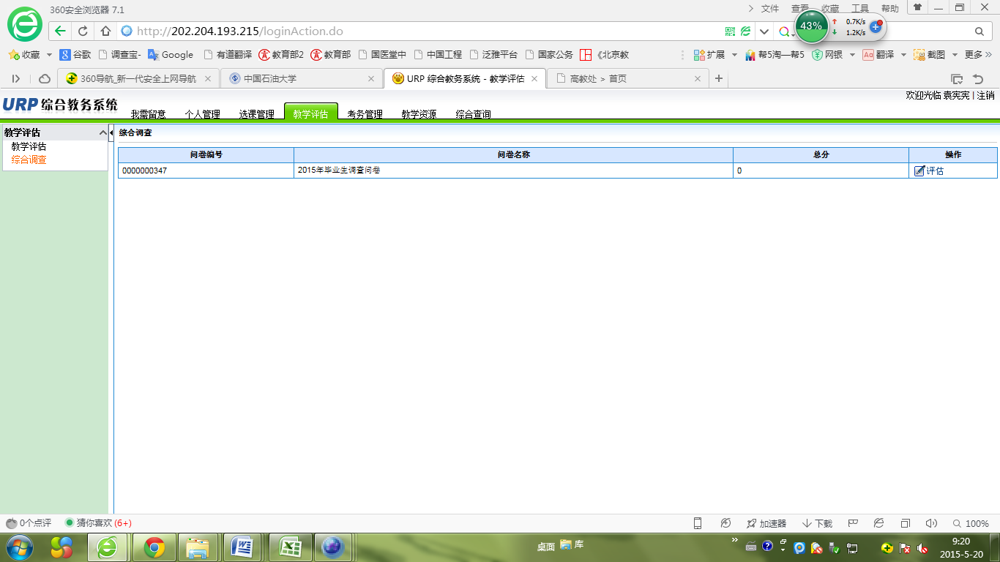 360安全浏览器 7.1
文件 查看 收藏 工具 帮助
http://202.204.193.215/loginAction.do
43% 0.7K/s
1.2K/s
收藏 谷歌 调查宝- Google 有道翻译 教育部2 教育部 国医堂中 中国工程 泛雅平台 国家公务 《北京教 扩展 帮5淘—帮5 网银 翻译 截图 更多 »
360导航_新一代安全上网导航 中国石油大学 URP 综合教务系统 - 教学评估 高教处 > 首页
欢迎光临 袁宪宪 | 注销
URP 综合教务系统
我需留意 个人管理 选课管理 教学评估 考务管理 教学资源 综合查询
教学评估
教学评估
综合调查
综合调查
问卷编号 问卷名称 总分 操作
0000000347 2015年毕业生调查问卷 0 评估
0个点评 猜你喜欢 (6+) 加速器 下载 100%
桌面 库 »
9:20
2015-5-20